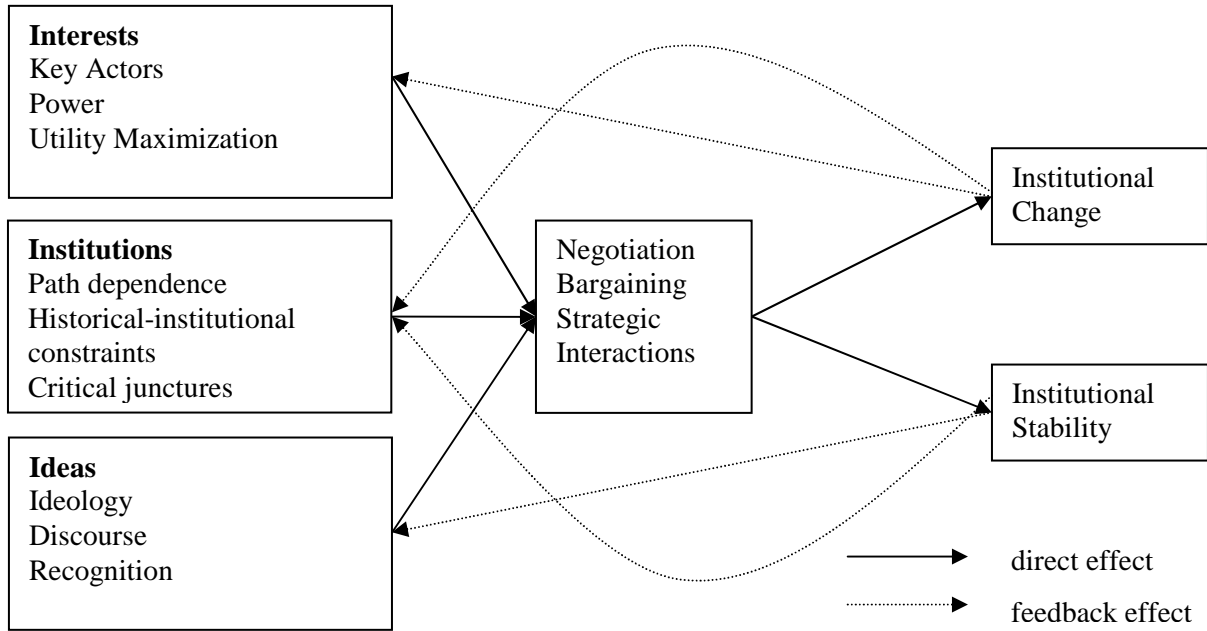 Interests
Key Actors
Power
Utility Maximization
Institutions
Path dependence
Historical-institutional
constraints
Critical junctures
Ideas
Ideology
Discourse
Recognition
Negotiation
Bargaining
Strategic
Interactions
Institutional
Change
Institutional
Stability
direct effect
feedback effect